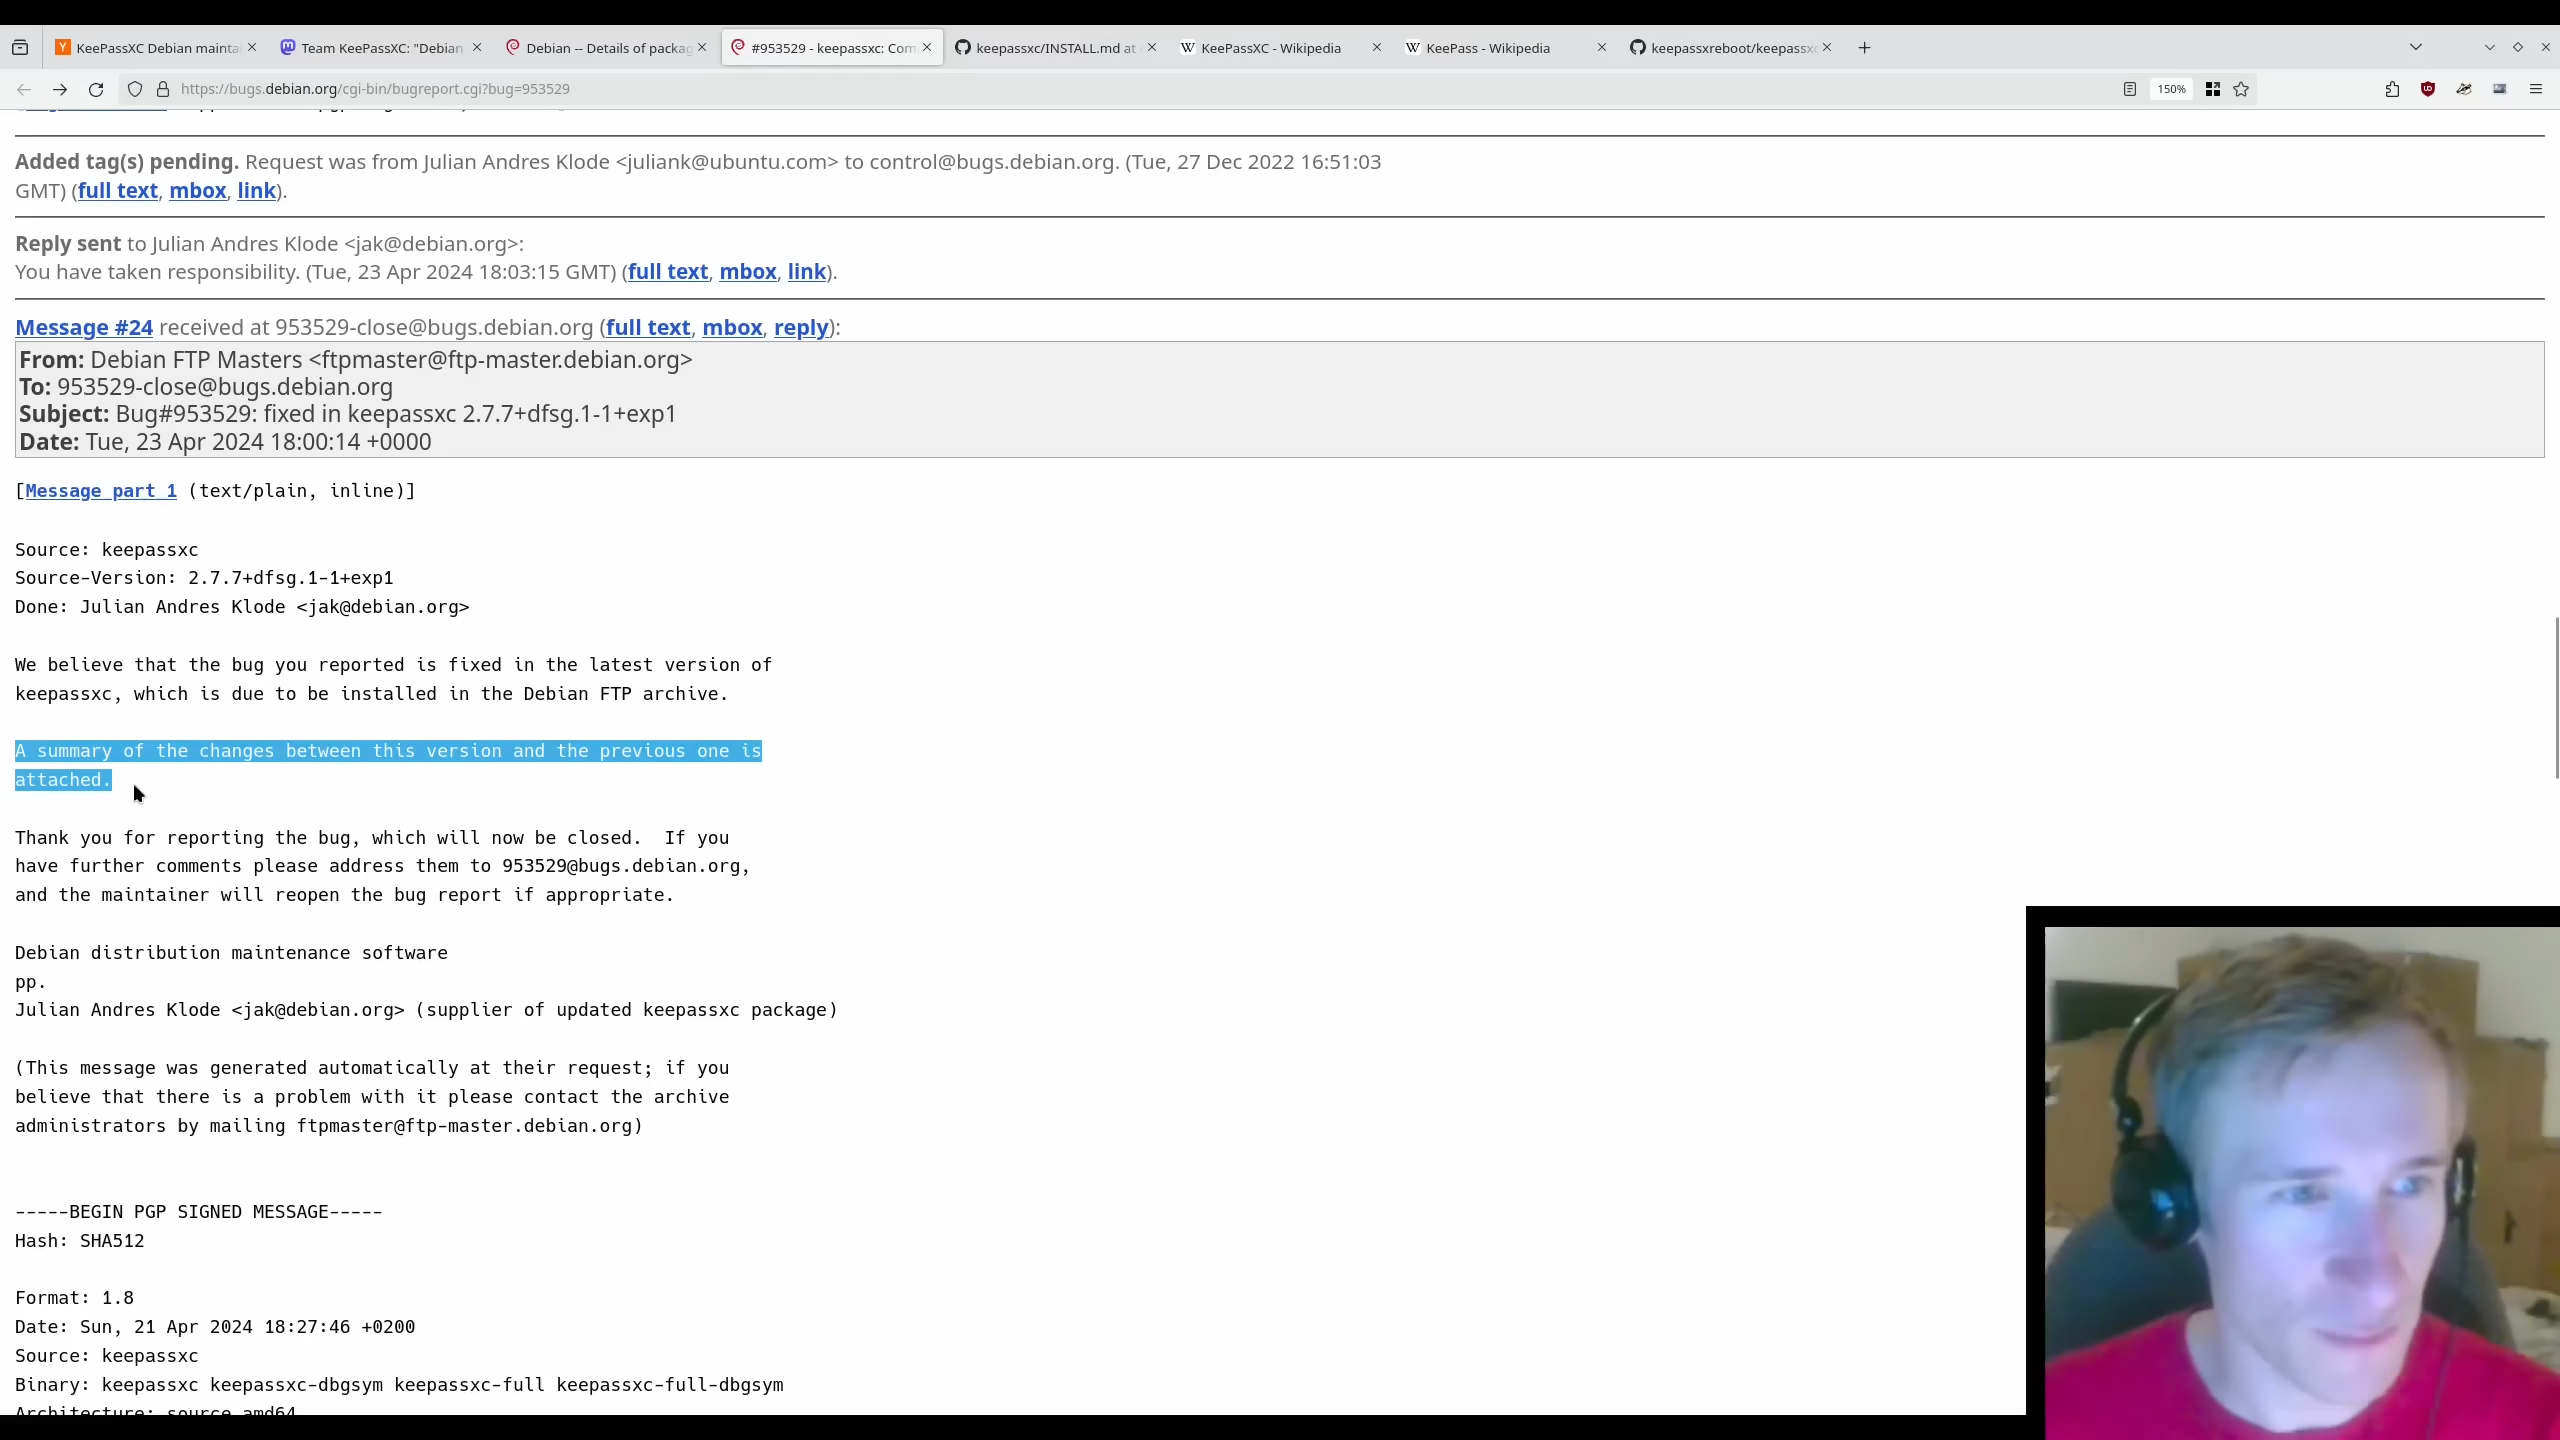 KeePassXC Debian mainta
Team KeePassXC: "Debian
Debian -- Details of packag
#953529 - keepassxc: Com
keepassxc/INSTALL.md at
KeePassXC - Wikipedia
KeePass - Wikipedia
keepassxreboot/keepassxc
https://bugs.debian.org/cgi-bin/bugreport.cgi?bug=953529
150%
Added tag(s) pending. Request was from Julian Andres Klode <juliank@ubuntu.com> to control@bugs.debian.org. (Tue, 27 Dec 2022 16:51:03
GMT) (full text, mbox, link).
Reply sent to Julian Andres Klode <jak@debian.org>:
You have taken responsibility. (Tue, 23 Apr 2024 18:03:15 GMT) (full text, mbox, link).
Message #24 received at 953529-close@bugs.debian.org (full text, mbox, reply):
From: Debian FTP Masters <ftpmaster@ftp-master.debian.org>
To: 953529-close@bugs.debian.org
Subject: Bug#953529: fixed in keepassxc 2.7.7+dfsg.1-1+exp1
Date: Tue, 23 Apr 2024 18:00:14 +0000
[Message part 1 (text/plain, inline)]
Source: keepassxc
Source-Version: 2.7.7+dfsg.1-1+exp1
Done: Julian Andres Klode <jak@debian.org>
We believe that the bug you reported is fixed in the latest version of
keepassxc, which is due to be installed in the Debian FTP archive.
A summary of the changes between this version and the previous one is
attached.
Thank you for reporting the bug, which will now be closed.  If you
have further comments please address them to 953529@bugs.debian.org,
and the maintainer will reopen the bug report if appropriate.
Debian distribution maintenance software
pp.
Julian Andres Klode <jak@debian.org> (supplier of updated keepassxc package)
(This message was generated automatically at their request; if you
believe that there is a problem with it please contact the archive
administrators by mailing ftpmaster@ftp-master.debian.org)
-----BEGIN PGP SIGNED MESSAGE-----
Hash: SHA512
Format: 1.8
Date: Sun, 21 Apr 2024 18:27:46 +0200
Source: keepassxc
Binary: keepassxc keepassxc-dbgsym keepassxc-full keepassxc-full-dbgsym
Architecture: source amd64